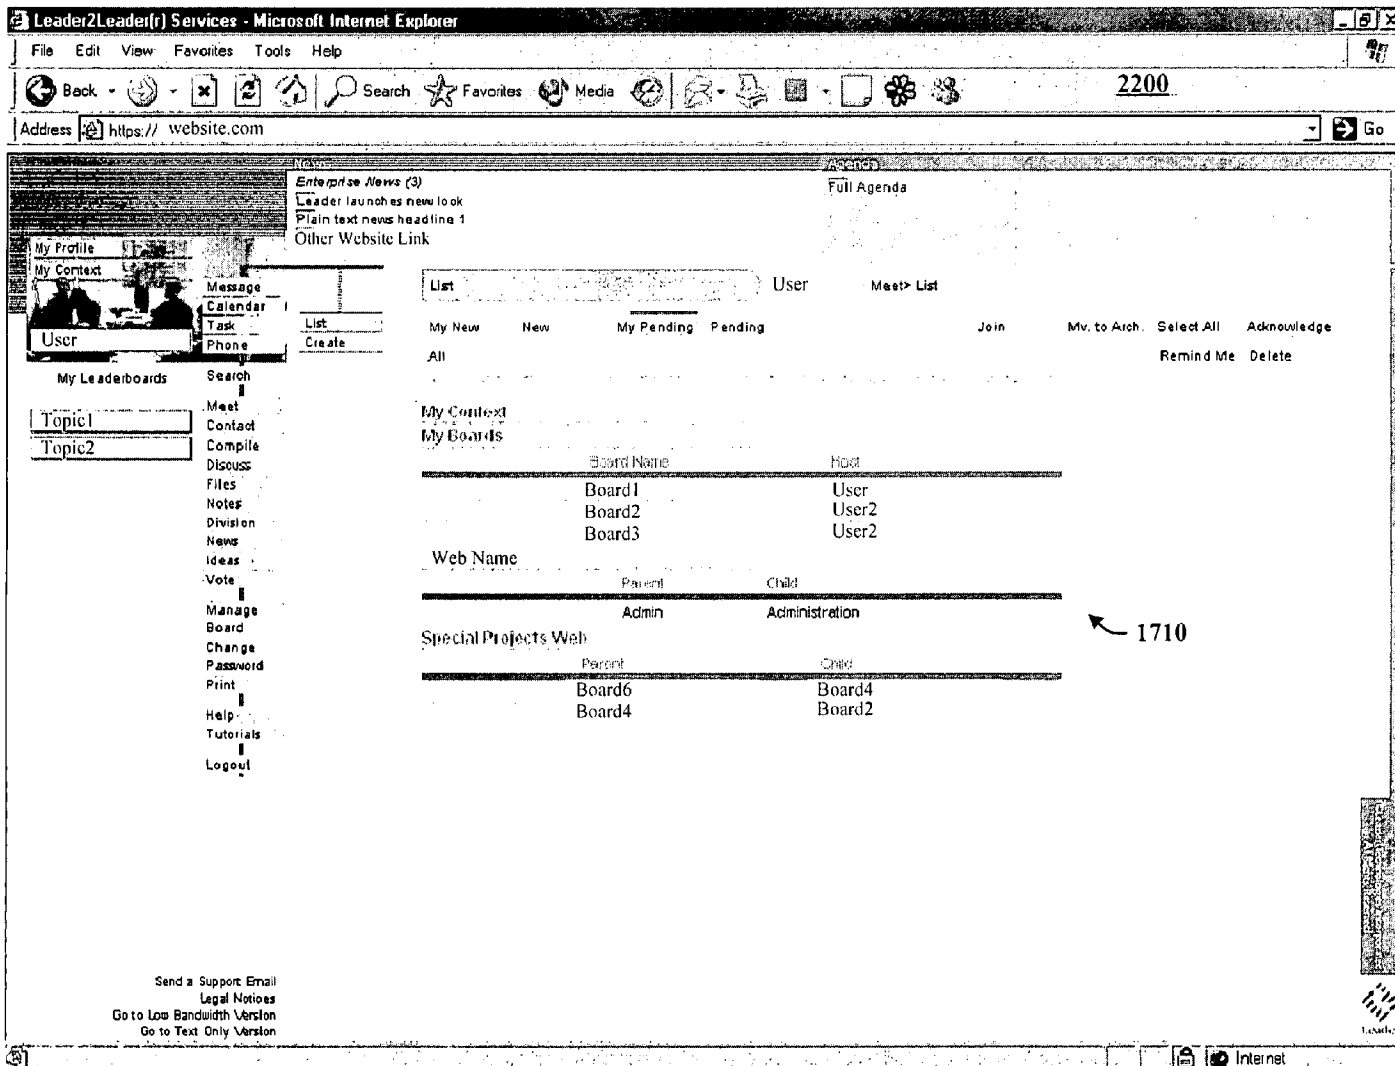 Leader2Leader(r) Services - Microsoft Internet Explorer
File Edit View Favorites Tools Help
Back Search Favorites Media 2200
Address https:// website.com Go
News Agenda
Enterprise News (3)
Full Agenda
Leader launches new look
Plain text news headline 1
Other Website Link
My Profile
My Context
User
My Leaderboards
Topic1
Topic2
Message
Calendar
Task
Phone
Search
Meet
Contact
Compile
Discuss
Files
Notes
Division
News
Ideas
Vote
Manage
Board
Change
Password
Print
Help
Tutorials
Logout
List
Create
List User Meet> List
My New New My Pending Pending Join Mv. to Arch. Select All Acknowledge
All Remind Me Delete
My Context
My Boards
Board Name Host
Board1 User
Board2 User2
Board3 User2
Web Name
Parent Child
Admin Administration
1710
Special Projects Web
Parent Child
Board6 Board4
Board4 Board2
Send a Support Email
Legal Notices
Go to Low Bandwidth Version
Go to Text Only Version
Internet